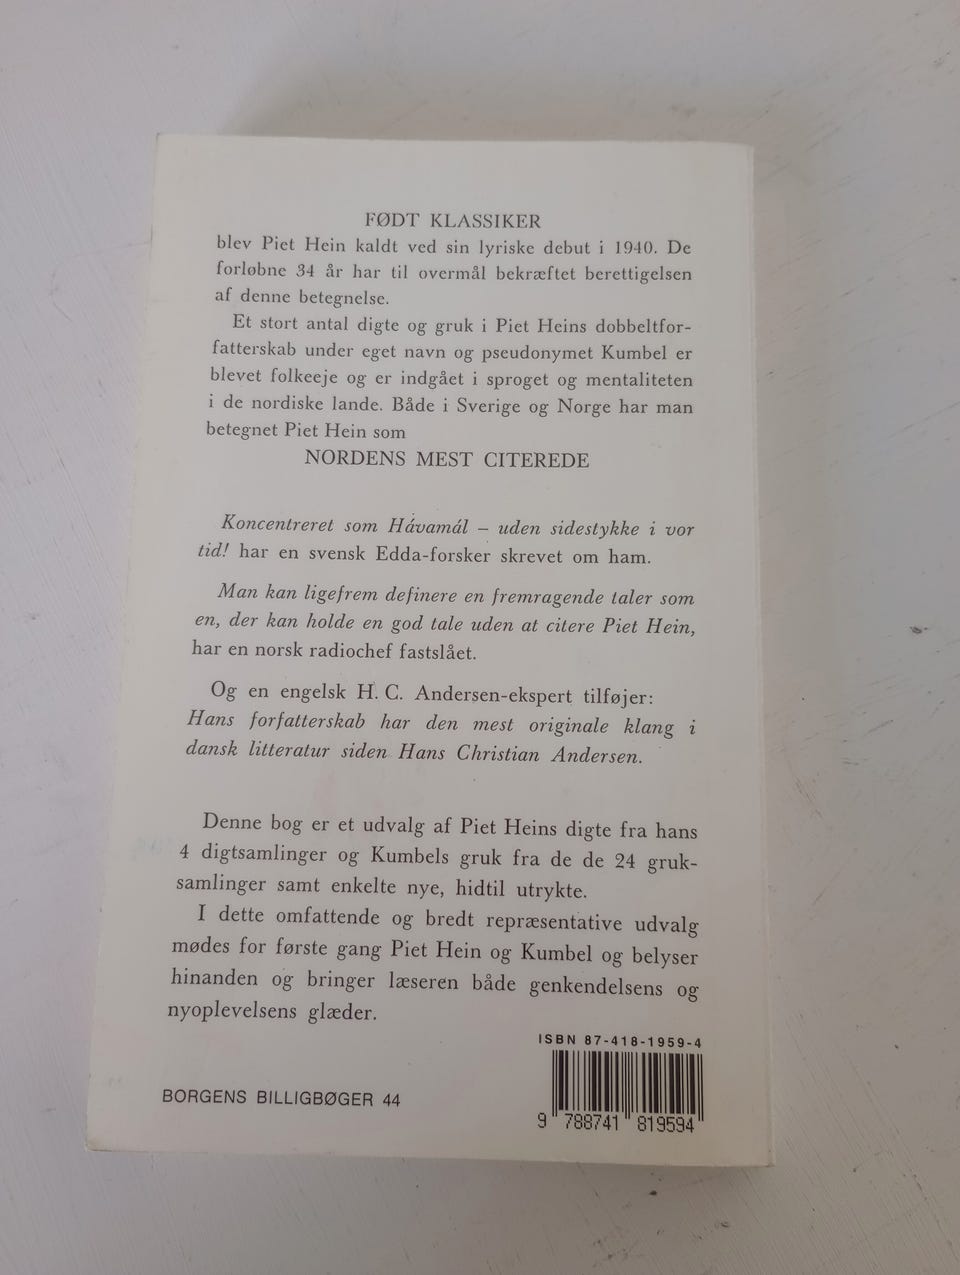 FØDT KLASSIKER
blev Piet Hein kaldt ved sin lyriske debut i 1940. De
forløbne 34 år har til overmål bekræftet berettigelsen
af denne betegnelse.
Et stort antal digte og gruk i Piet Heins dobbeltfor-
fatterskab under eget navn og pseudonymet Kumbel er
blevet folkeeje og er indgået i sproget og mentaliteten
i de nordiske lande. Både i Sverige og Norge har man
betegnet Piet Hein som
NORDENS MEST CITEREDE
Koncentreret som Hávamál – uden sidestykke i vor
tid! har en svensk Edda-forsker skrevet om ham.
Man kan ligefrem definere en fremragende taler som
en, der kan holde en god tale uden at citere Piet Hein,
har en norsk radiochef fastslået.
Og en engelsk H. C. Andersen-ekspert tilføjer:
Hans forfatterskab har den mest originale klang i
dansk litteratur siden Hans Christian Andersen.
Denne bog er et udvalg af Piet Heins digte fra hans
4 digtsamlinger og Kumbels gruk fra de de 24 gruk-
samlinger samt enkelte nye, hidtil utrykte.
I dette omfattende og bredt repræsentative udvalg
mødes for første gang Piet Hein og Kumbel og belyser
hinanden og bringer læseren både genkendelsens og
nyoplevelsens glæder.
ISBN 87-418-1959-4
BORGENS BILLIGBØGER 44
9 788741 819594